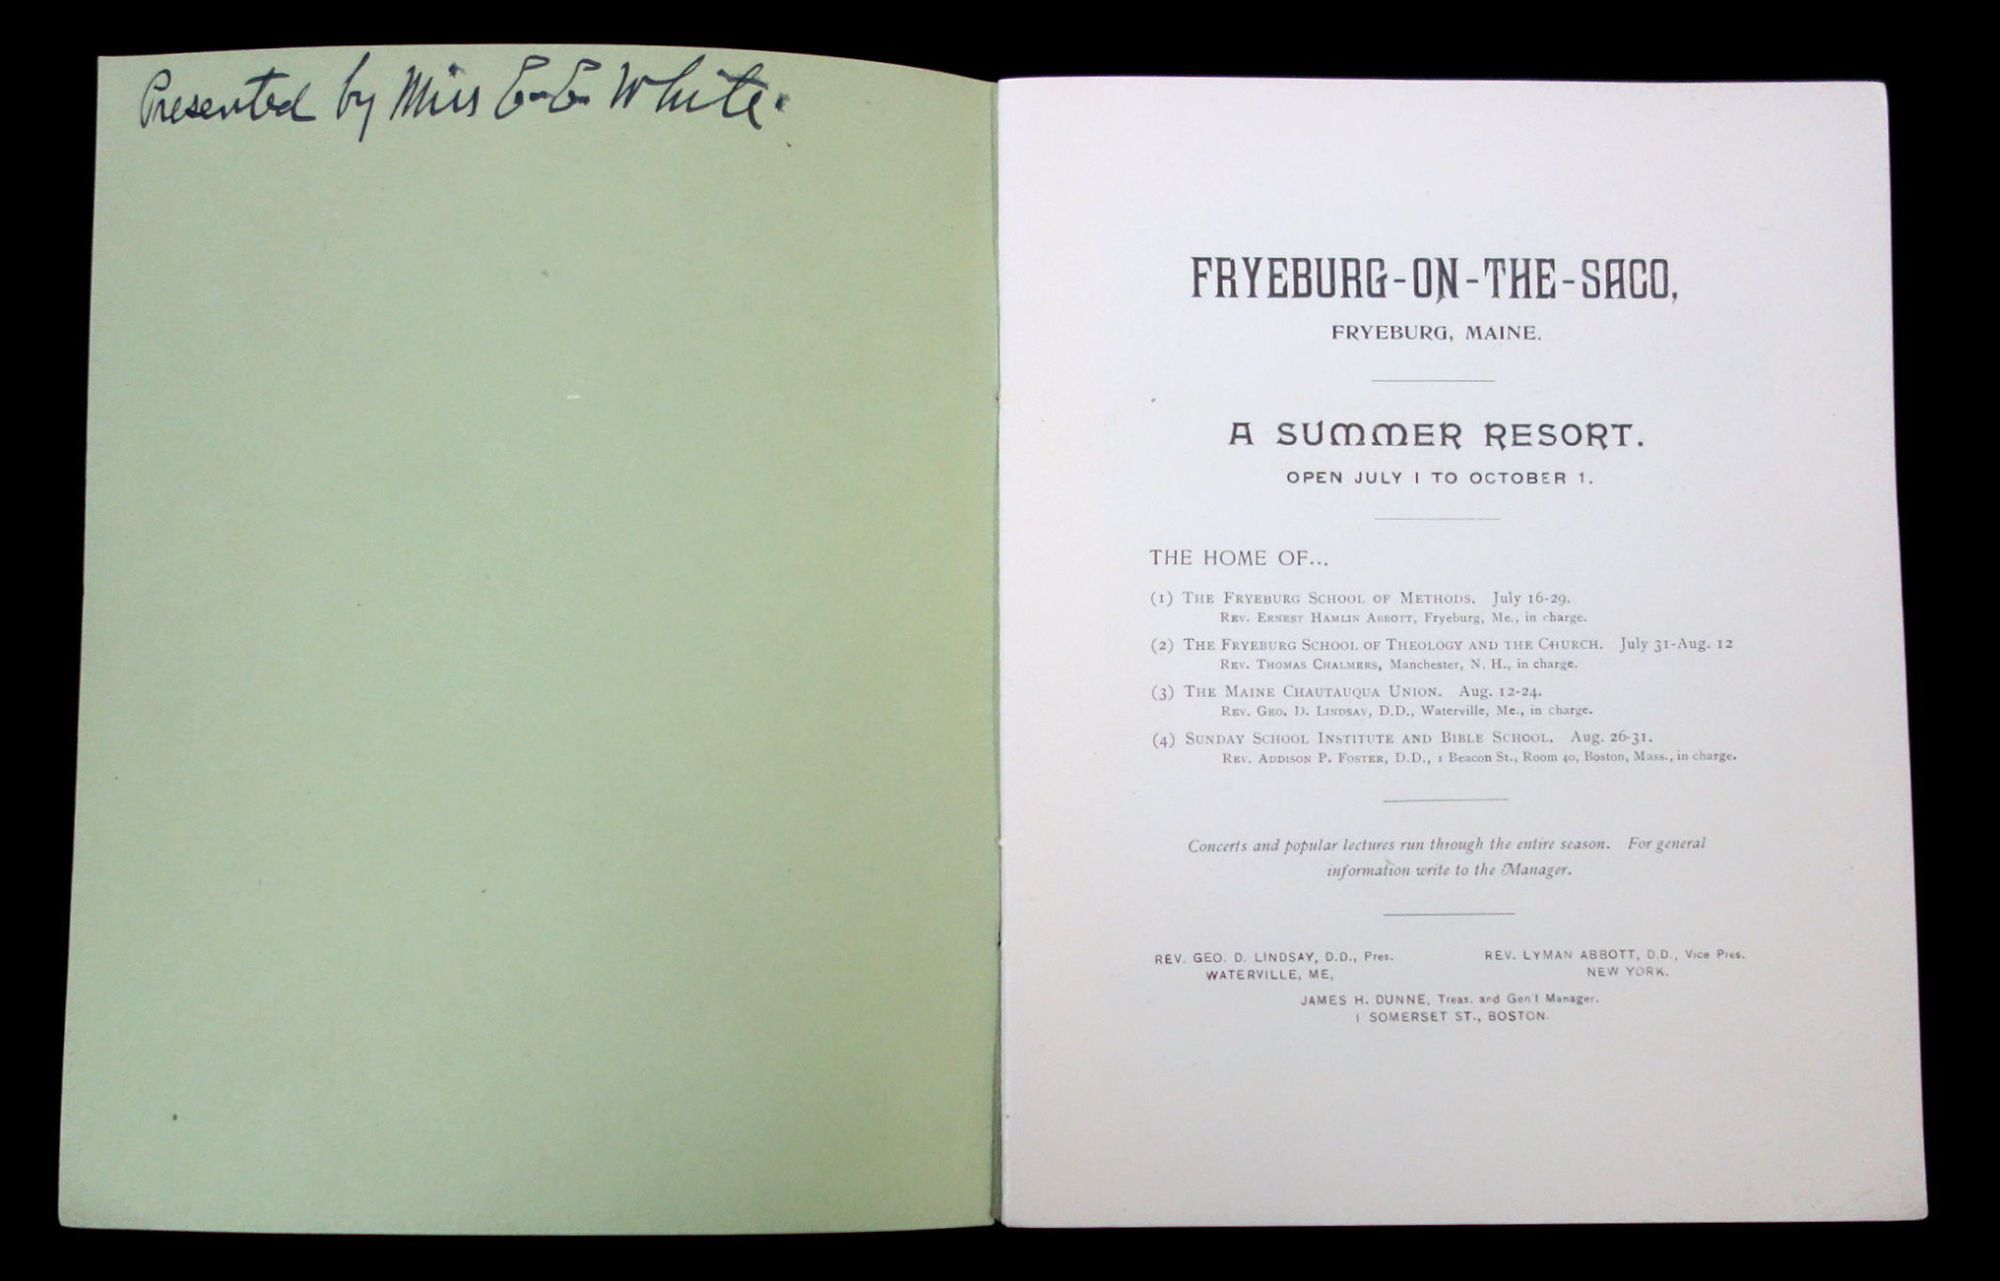 Presented by Miss E. E. White.
FRYEBURG-ON-THE-SACO,
FRYEBURG, MAINE.
A SUMMER RESORT.
OPEN JULY 1 TO OCTOBER 1.
THE HOME OF...
(1) THE FRYEBURG SCHOOL OF METHODS. July 16-29.
REV. ERNEST HAMLIN ABBOTT, Fryeburg, Me., in charge.
(2) THE FRYEBURG SCHOOL OF THEOLOGY AND THE CHURCH. July 31-Aug. 12
REV. THOMAS CHALMERS, Manchester, N. H., in charge.
(3) THE MAINE CHAUTAUQUA UNION. Aug. 12-24.
REV. GEO. D. LINDSAY, D.D., Waterville, Me., in charge.
(4) SUNDAY SCHOOL INSTITUTE AND BIBLE SCHOOL. Aug. 26-31.
REV. ADDISON P. FOSTER, D.D., 1 Beacon St., Room 40, Boston, Mass., in charge.
Concerts and popular lectures run through the entire season. For general
information write to the Manager.
REV. GEO. D. LINDSAY, D.D., Pres.
WATERVILLE, ME,
REV. LYMAN ABBOTT, D.D., Vice Pres.
NEW YORK.
JAMES H. DUNNE, Treas. and Gen'l Manager.
1 SOMERSET ST., BOSTON.